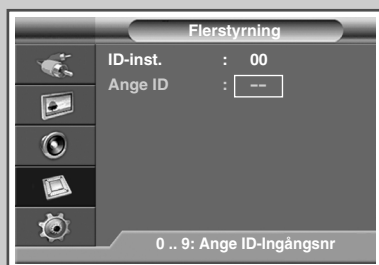 Flerstyrning
ID-inst. : 00
Ange ID : --
0 .. 9: Ange ID-Ingångsnr